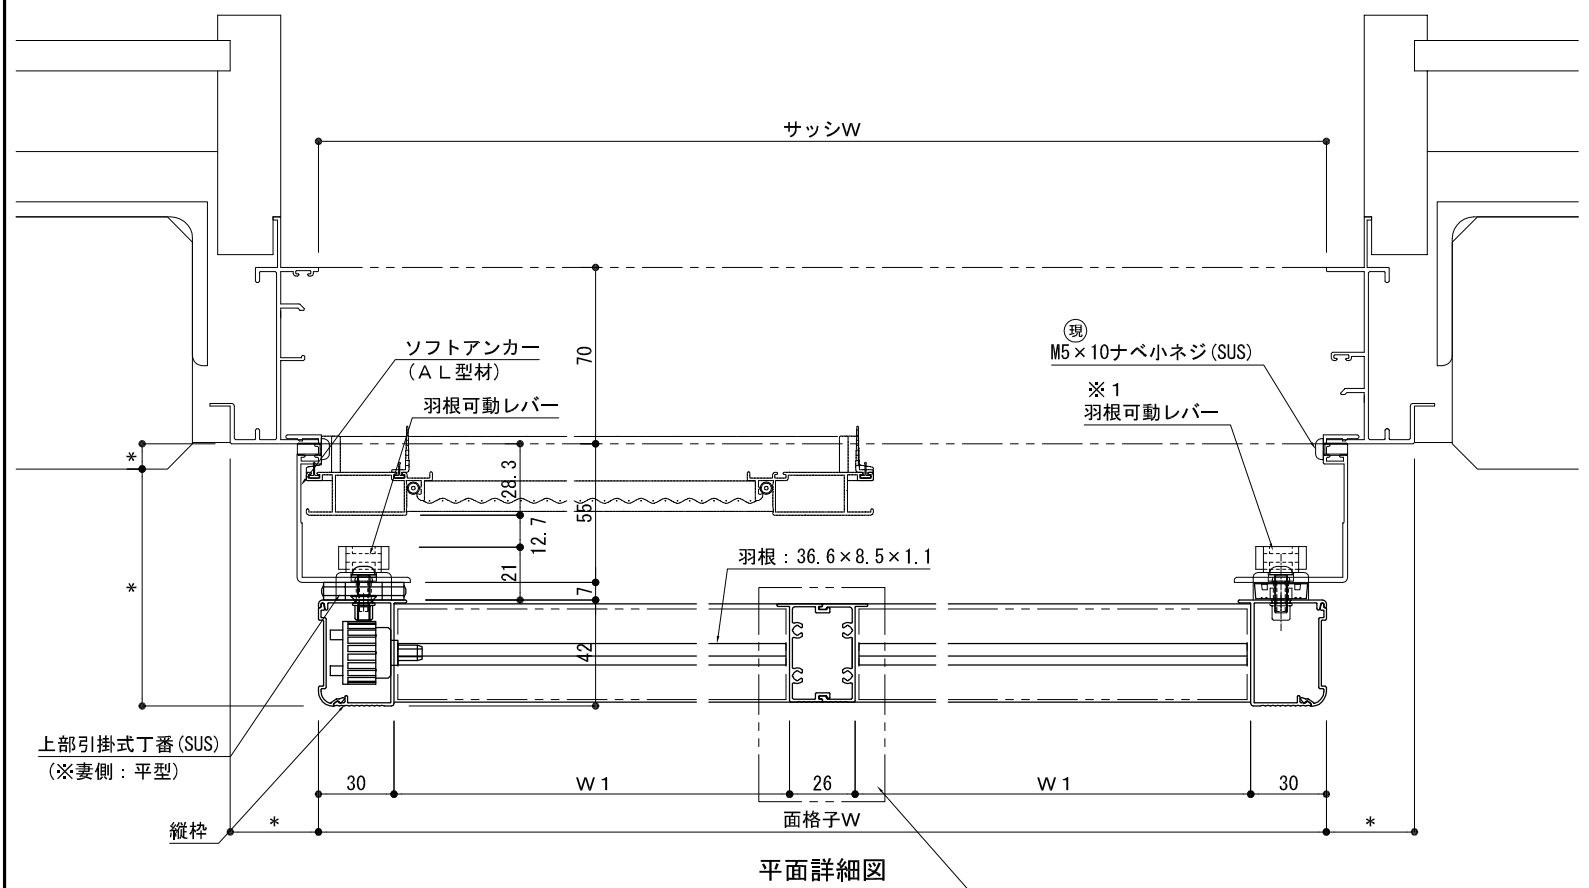 サッシW
ソフトアンカー
(ＡＬ型材)
羽根可動レバー
70
現
M5×10ナベ小ネジ(SUS)
※1
羽根可動レバー
*
28.3
55
12.7
21
7
*
羽根：36.6×8.5×1.1
42
上部引掛式丁番(SUS)
(※妻側：平型)
30
W1
26
W1
30
縦枠
*
面格子W
*
平面詳細図